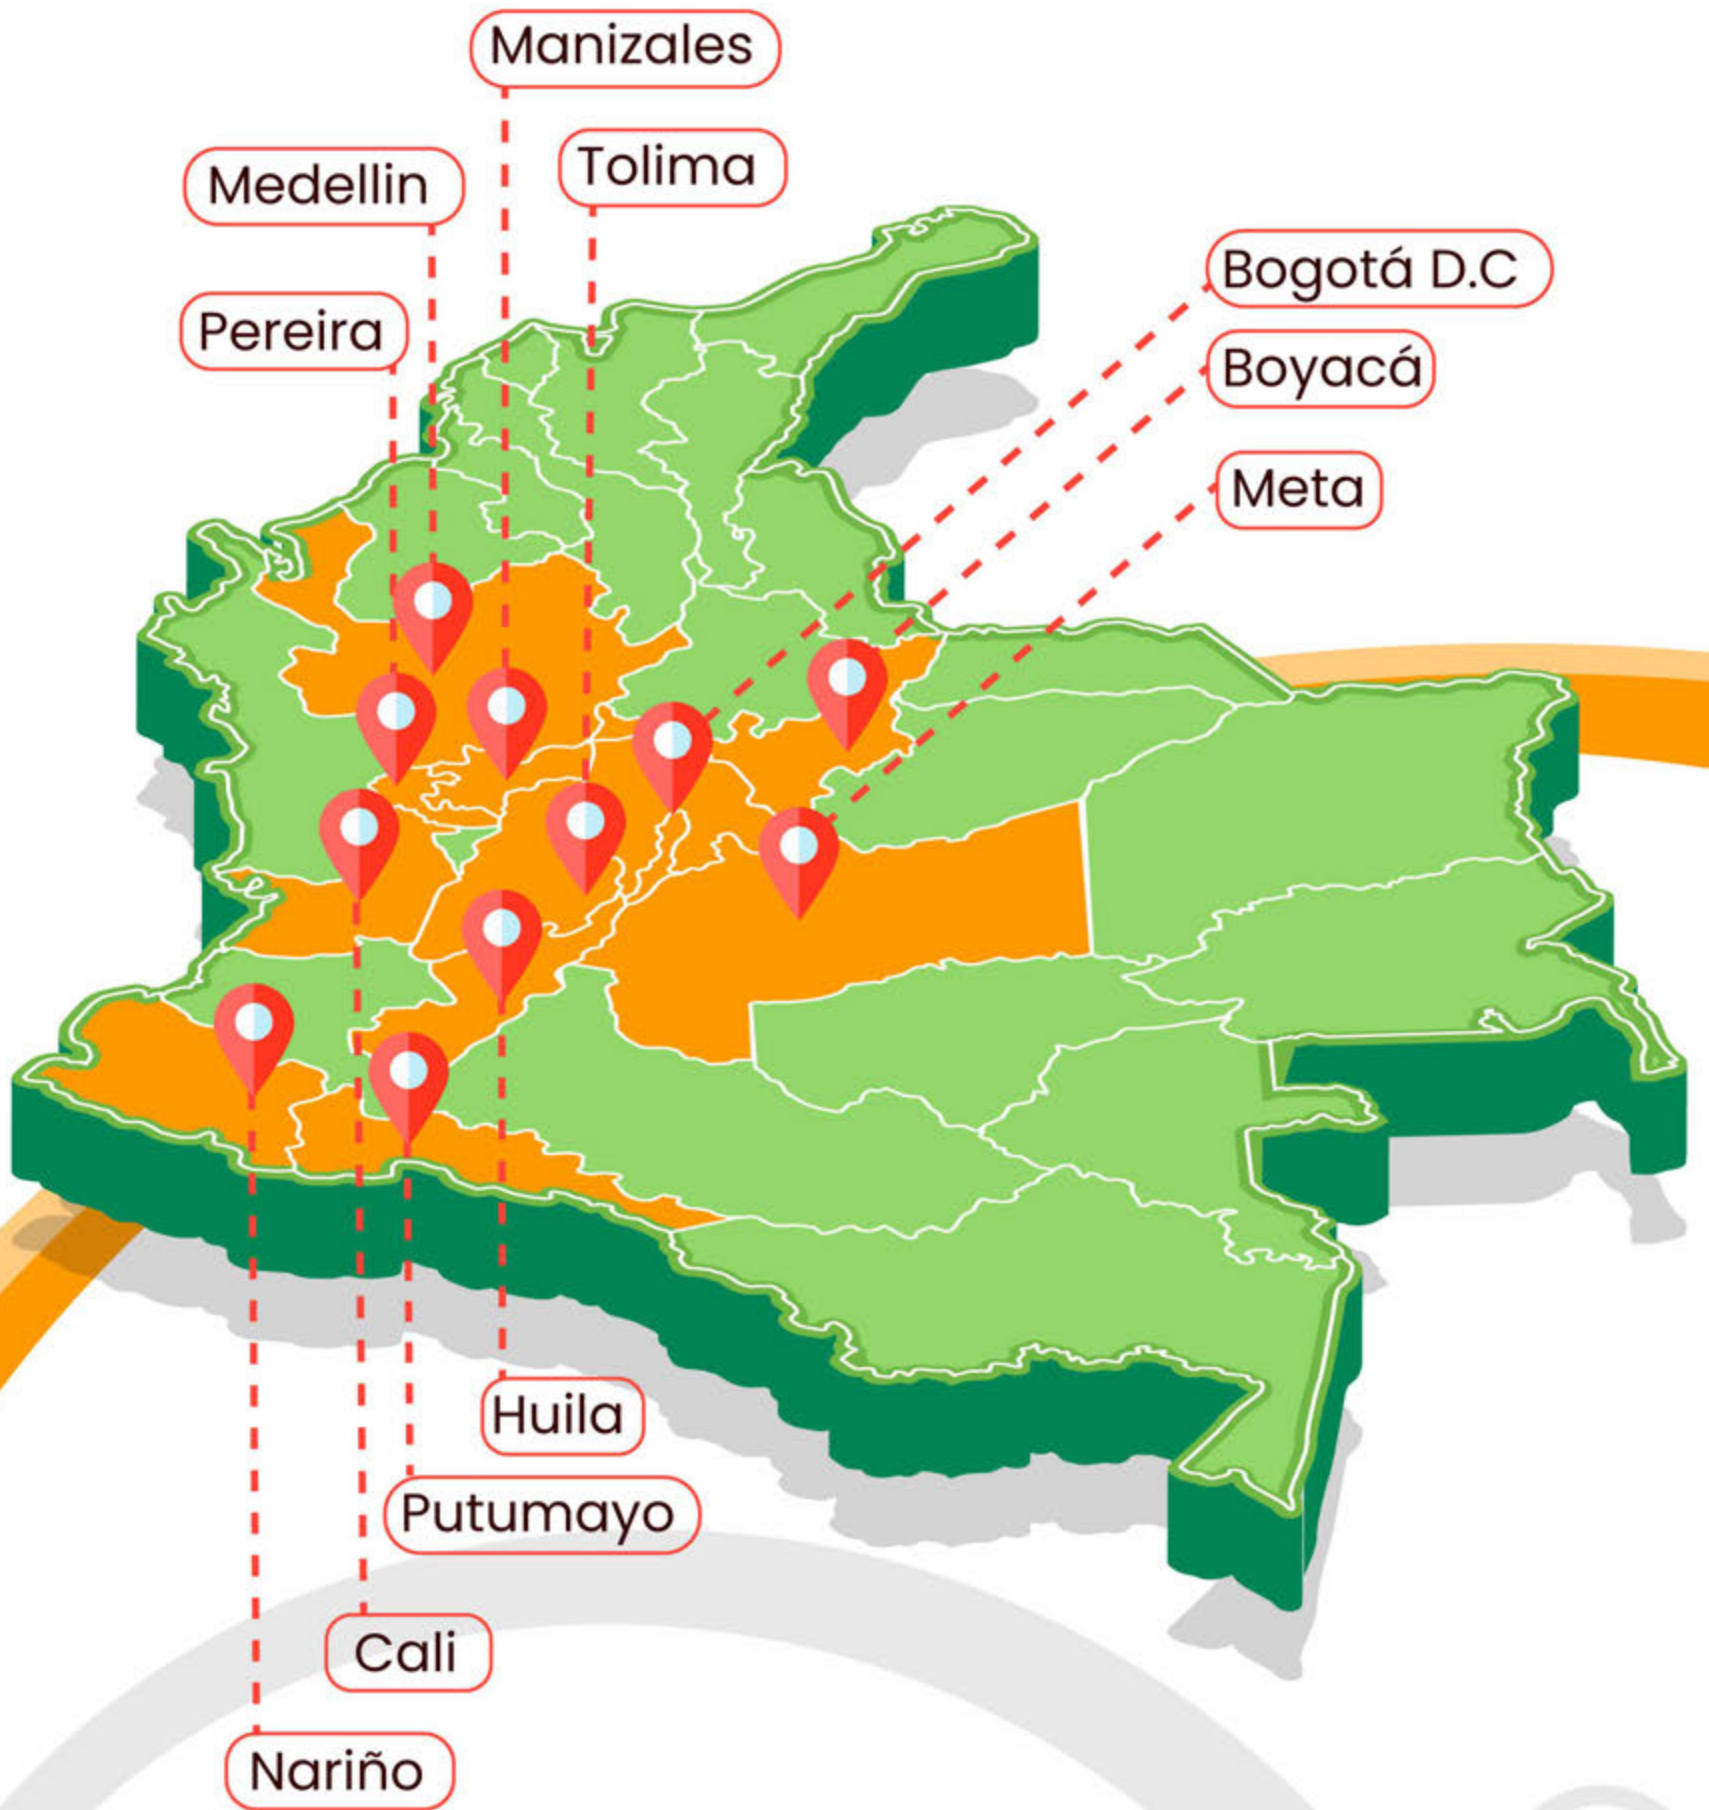 Manizales
Tolima
Medellin
Bogotá D.C
Pereira
Boyacá
Meta
Huila
Putumayo
Cali
Nariño